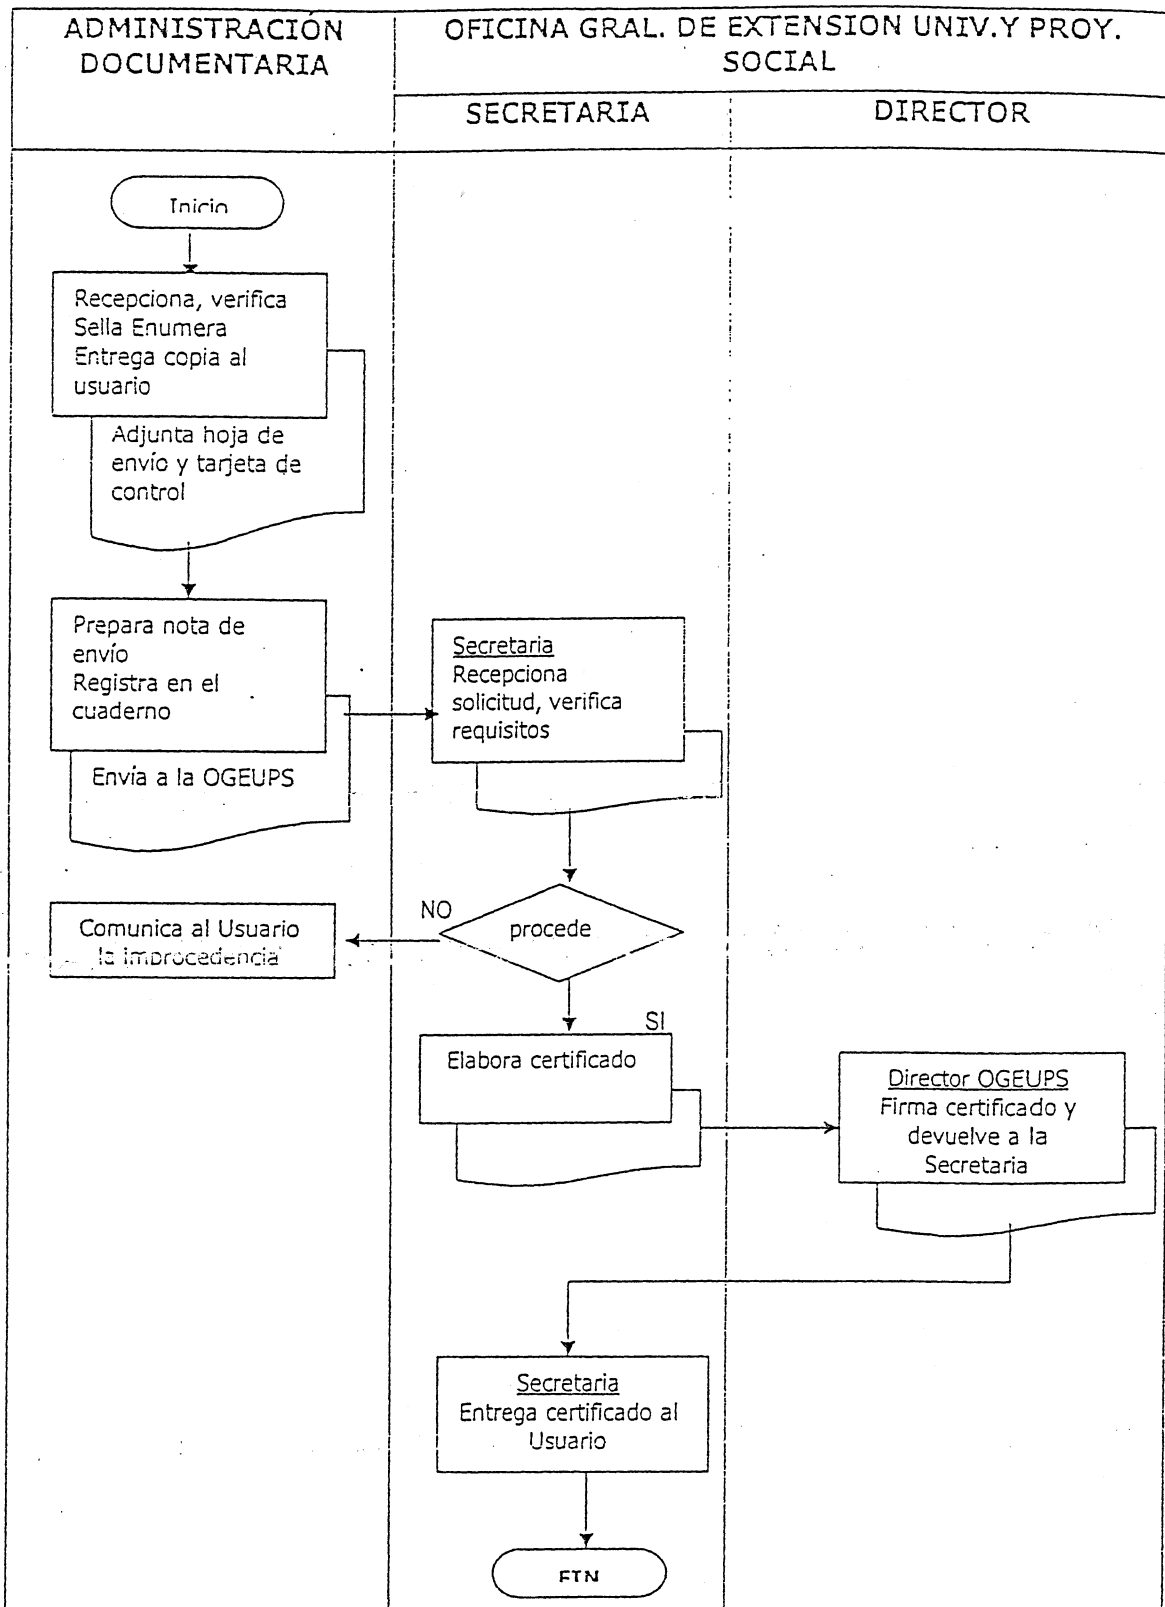 ADMINISTRACIÓN
DOCUMENTARIA
OFICINA GRAL. DE EXTENSION UNIV.Y PROY.
SOCIAL
SECRETARIA
DIRECTOR
Inicio
Recepciona, verifica
Sella Enumera
Entrega copia al
usuario
Adjunta hoja de
envío y tarjeta de
control
Prepara nota de
envío
Registra en el
cuaderno
Envía a la OGEUPS
Secretaria
Recepciona
solicitud, verifica
requisitos
procede
NO
Comunica al Usuario
la improcedencia
SI
Elabora certificado
Director OGEUPS
Firma certificado y
devuelve a la
Secretaria
Secretaria
Entrega certificado al
Usuario
FIN